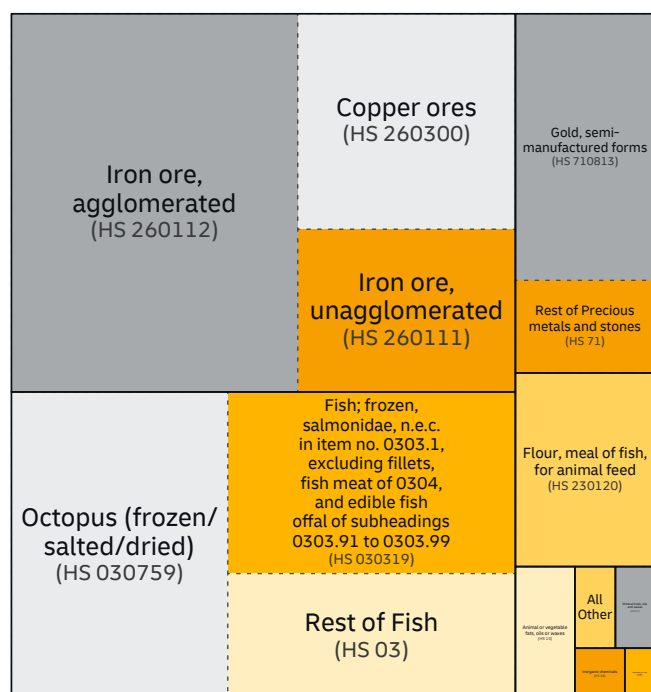 Iron ore,
agglomerated
(HS 260112)
Copper ores
(HS 260300)
Iron ore,
unagglomerated
(HS 260111)
Gold, semi-
manufactured forms
(HS 710813)
Rest of Precious
metals and stones
(HS 71)
Octopus (frozen/
salted/dried)
(HS 030759)
Fish; frozen,
salmonidae, n.e.c.
in item no. 0303.1,
excluding fillets,
fish meat of 0304,
and edible fish
offal of subheadings
0303.91 to 0303.99
(HS 030319)
Rest of Fish
(HS 03)
Flour, meal of fish,
for animal feed
(HS 230120)
Animal or vegetable
fats, oils or waxes
(HS 15)
All
Other
Inorganic chemicals